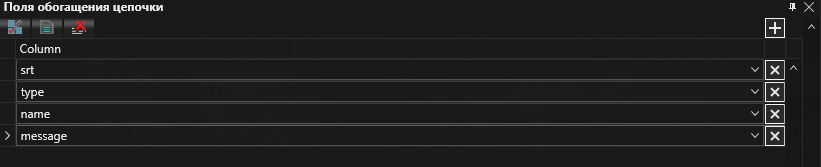 Поля обогащения цепочки
Column
srt
type
name
message